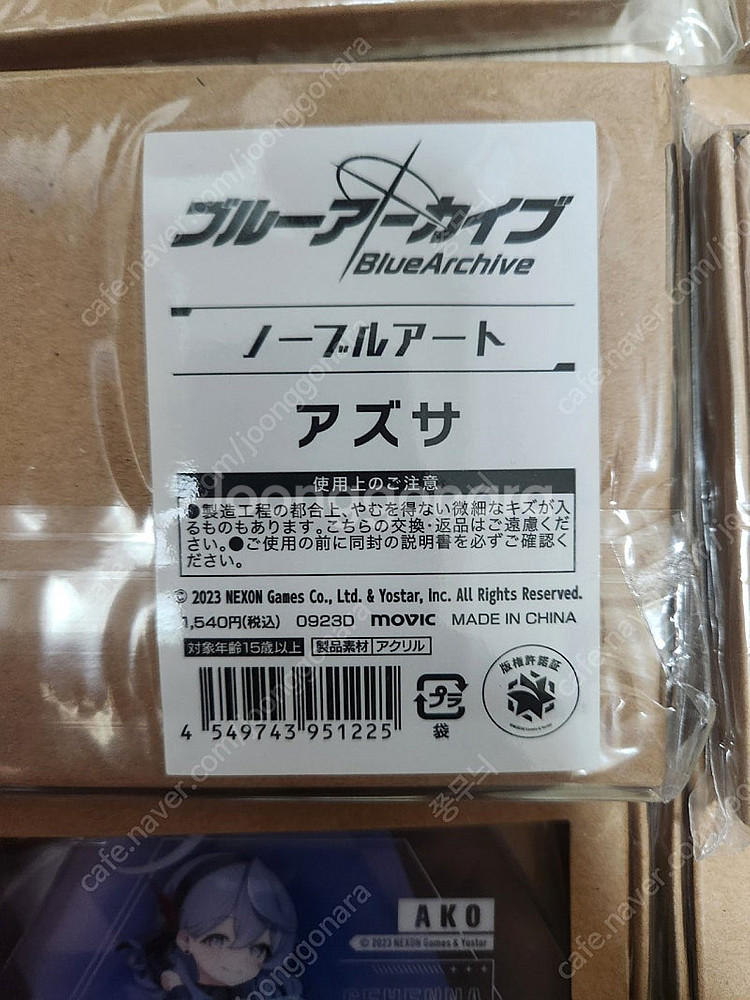 ブルーアーカイブ
BlueArchive
ノーブルアート
アズサ
使用上のご注意
●製造工程の都合上、やむを得ない微細なキズが入
るものもあります。こちらの交換・返品はご遠慮くだ
さい。●ご使用の前に同封の説明書を必ずご確認く
ださい。
© 2023 NEXON Games Co., Ltd. & Yostar, Inc. All Rights Reserved.
1,540円(税込) 0923D movic MADE IN CHINA
対象年齢15歳以上 製品素材 アクリル
版権許諾証
プラ
袋
4 549743 951225
AKO
© 2023 NEXON Games & Yostar
GEHENNA
joonggonara
cafe.naver.com/joonggonara